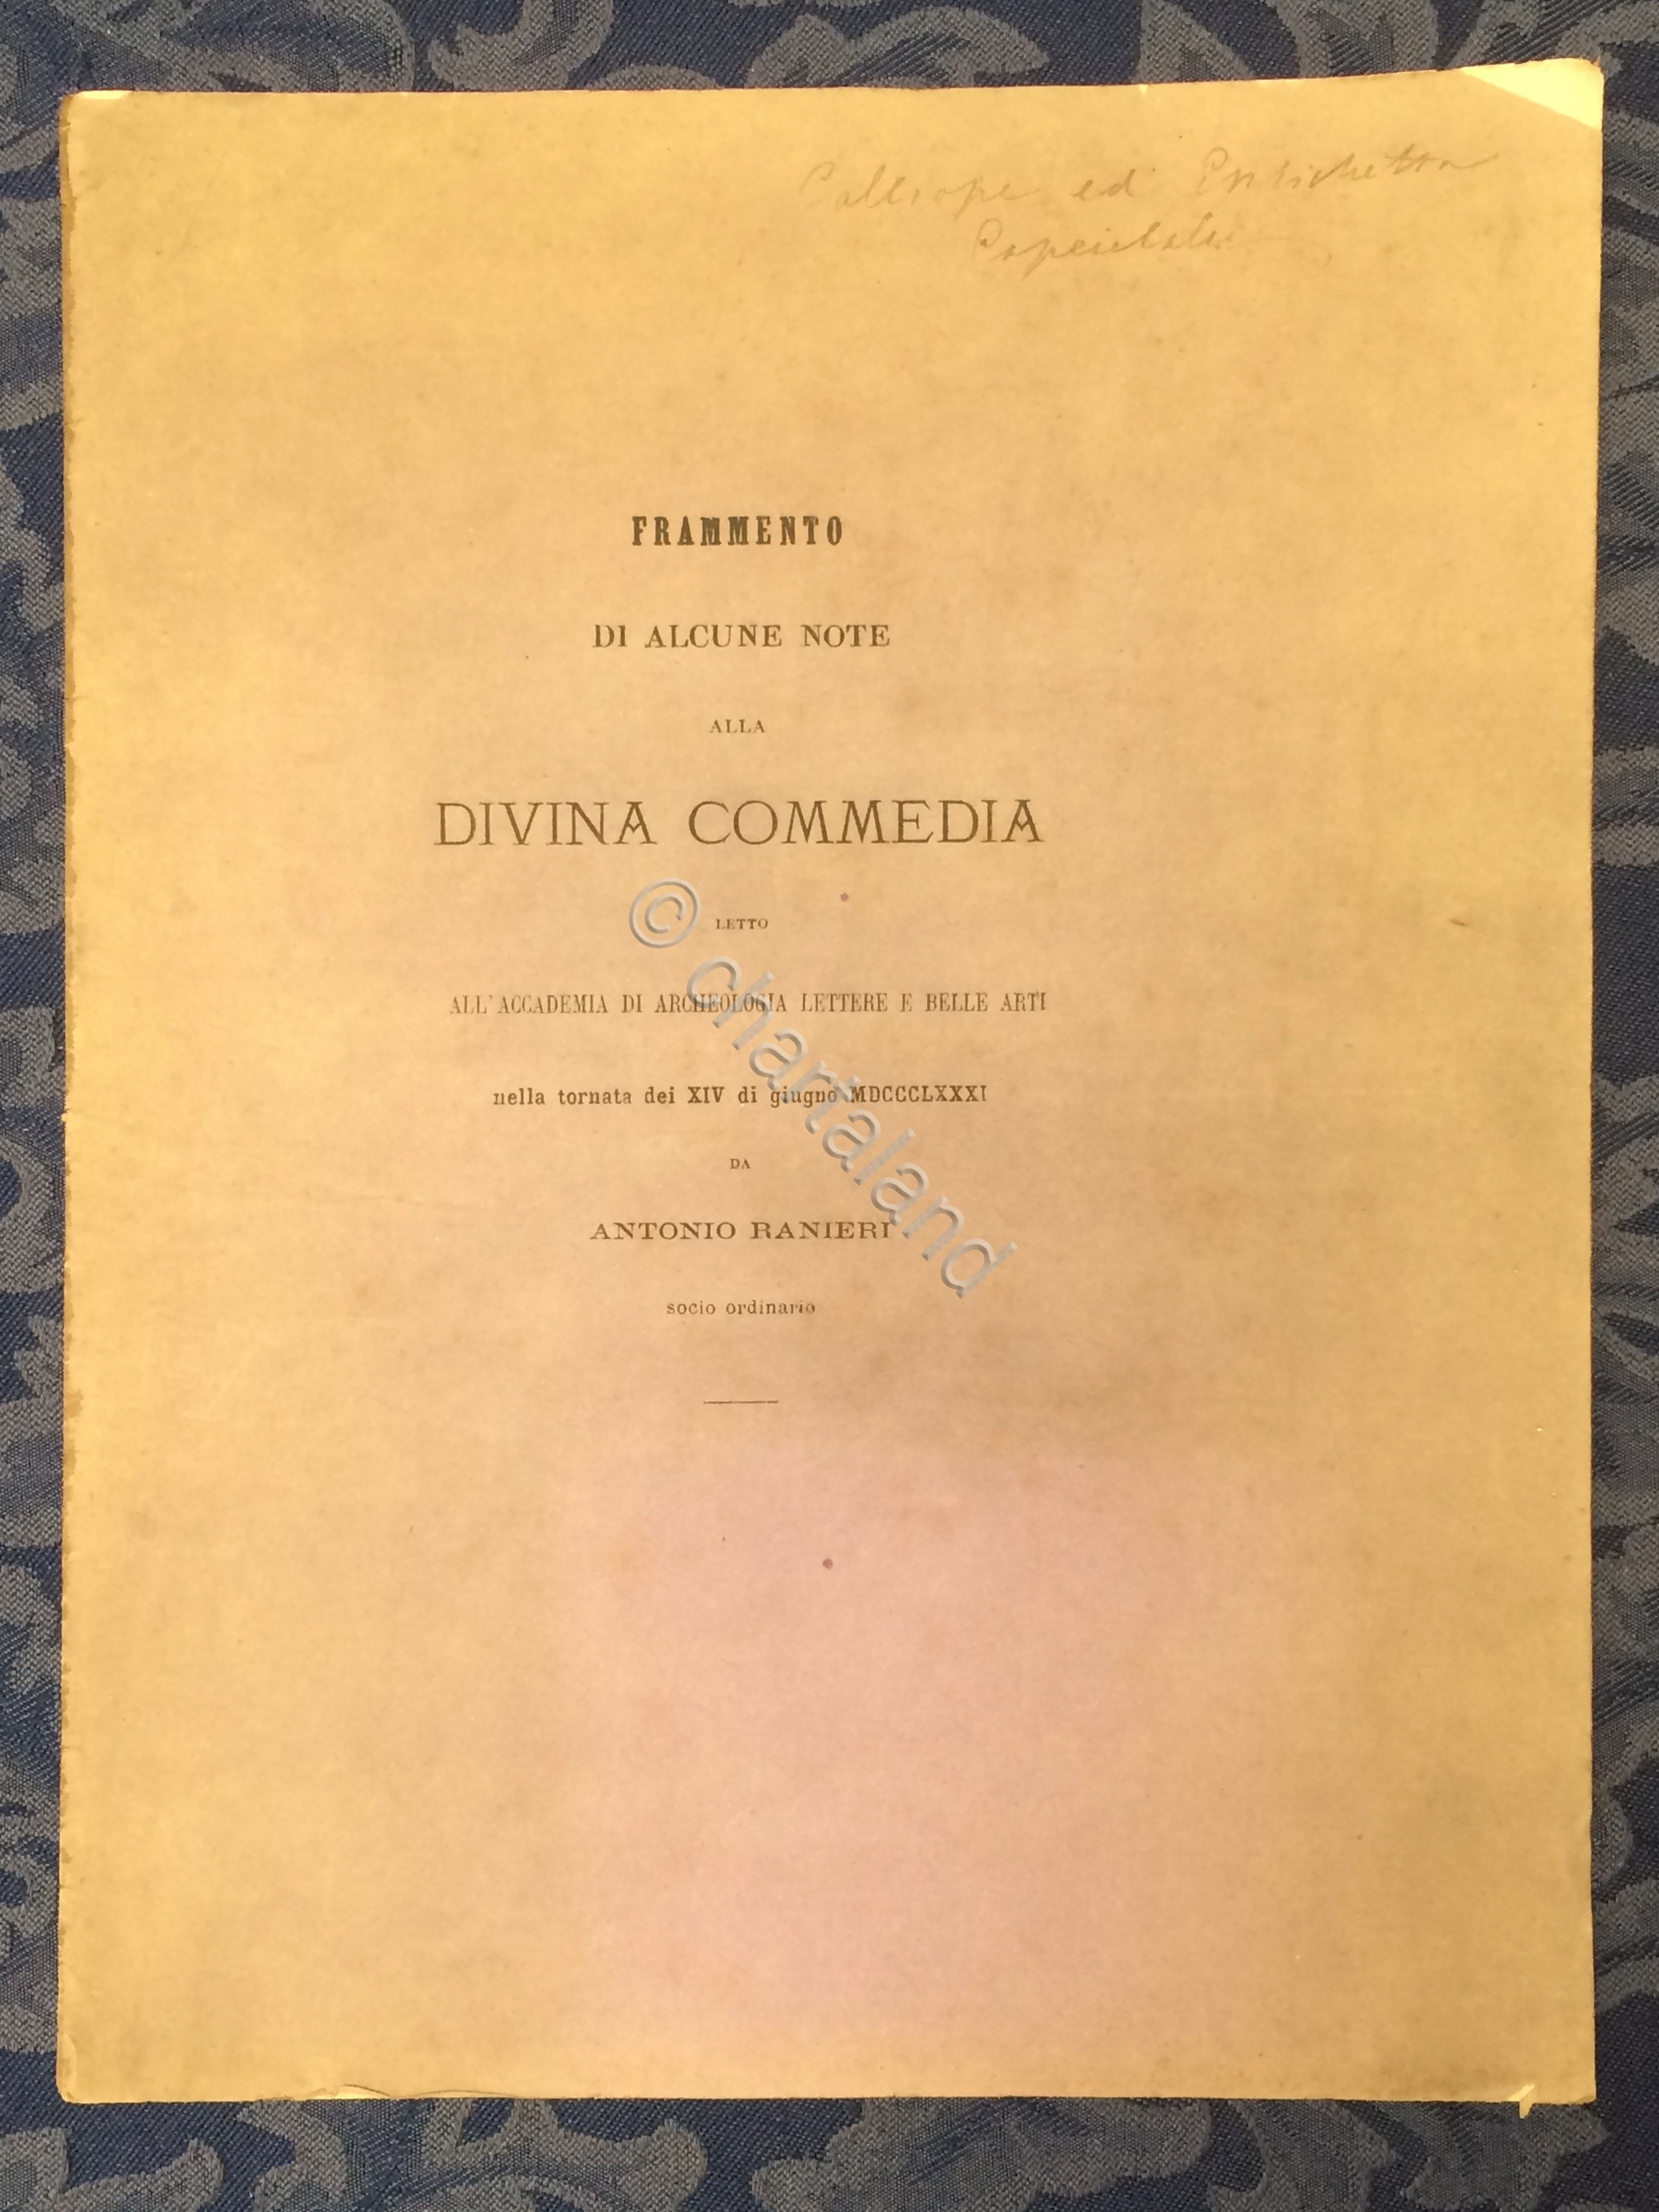 Calliope ed Enrichetta
FRAMMENTO
DI ALCUNE NOTE
ALLA
DIVINA COMMEDIA
LETTO
ALL'ACCADEMIA DI ARCHEOLOGIA LETTERE E BELLE ARTI
nella tornata dei XIV di giugno MDCCCLXXXI
DA
ANTONIO RANIERI
socio ordinario
© chartaland